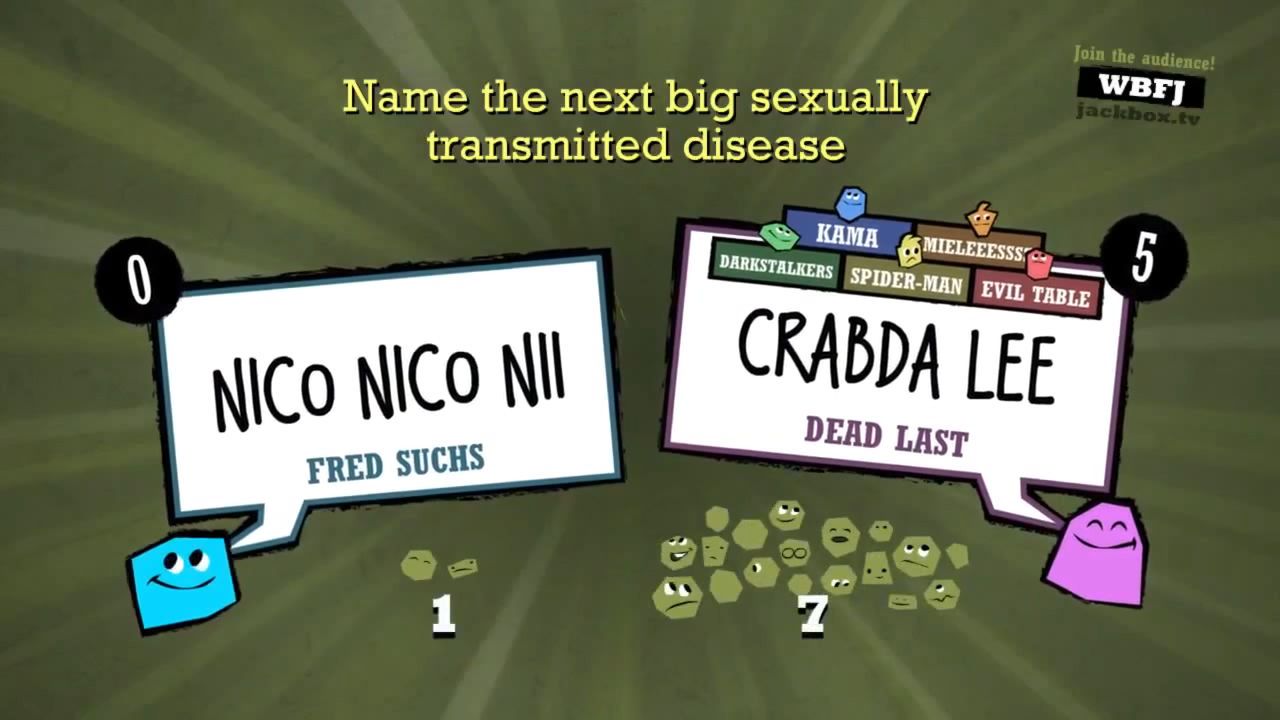 Join the audience!
WBFJ
jackbox.tv
Name the next big sexually
transmitted disease
0
NICO NICO NII
FRED SUCHS
KAMA
MIELEEESSSS
DARKSTALKERS
SPIDER-MAN
EVIL TABLE
5
CRABDA LEE
DEAD LAST
1
7